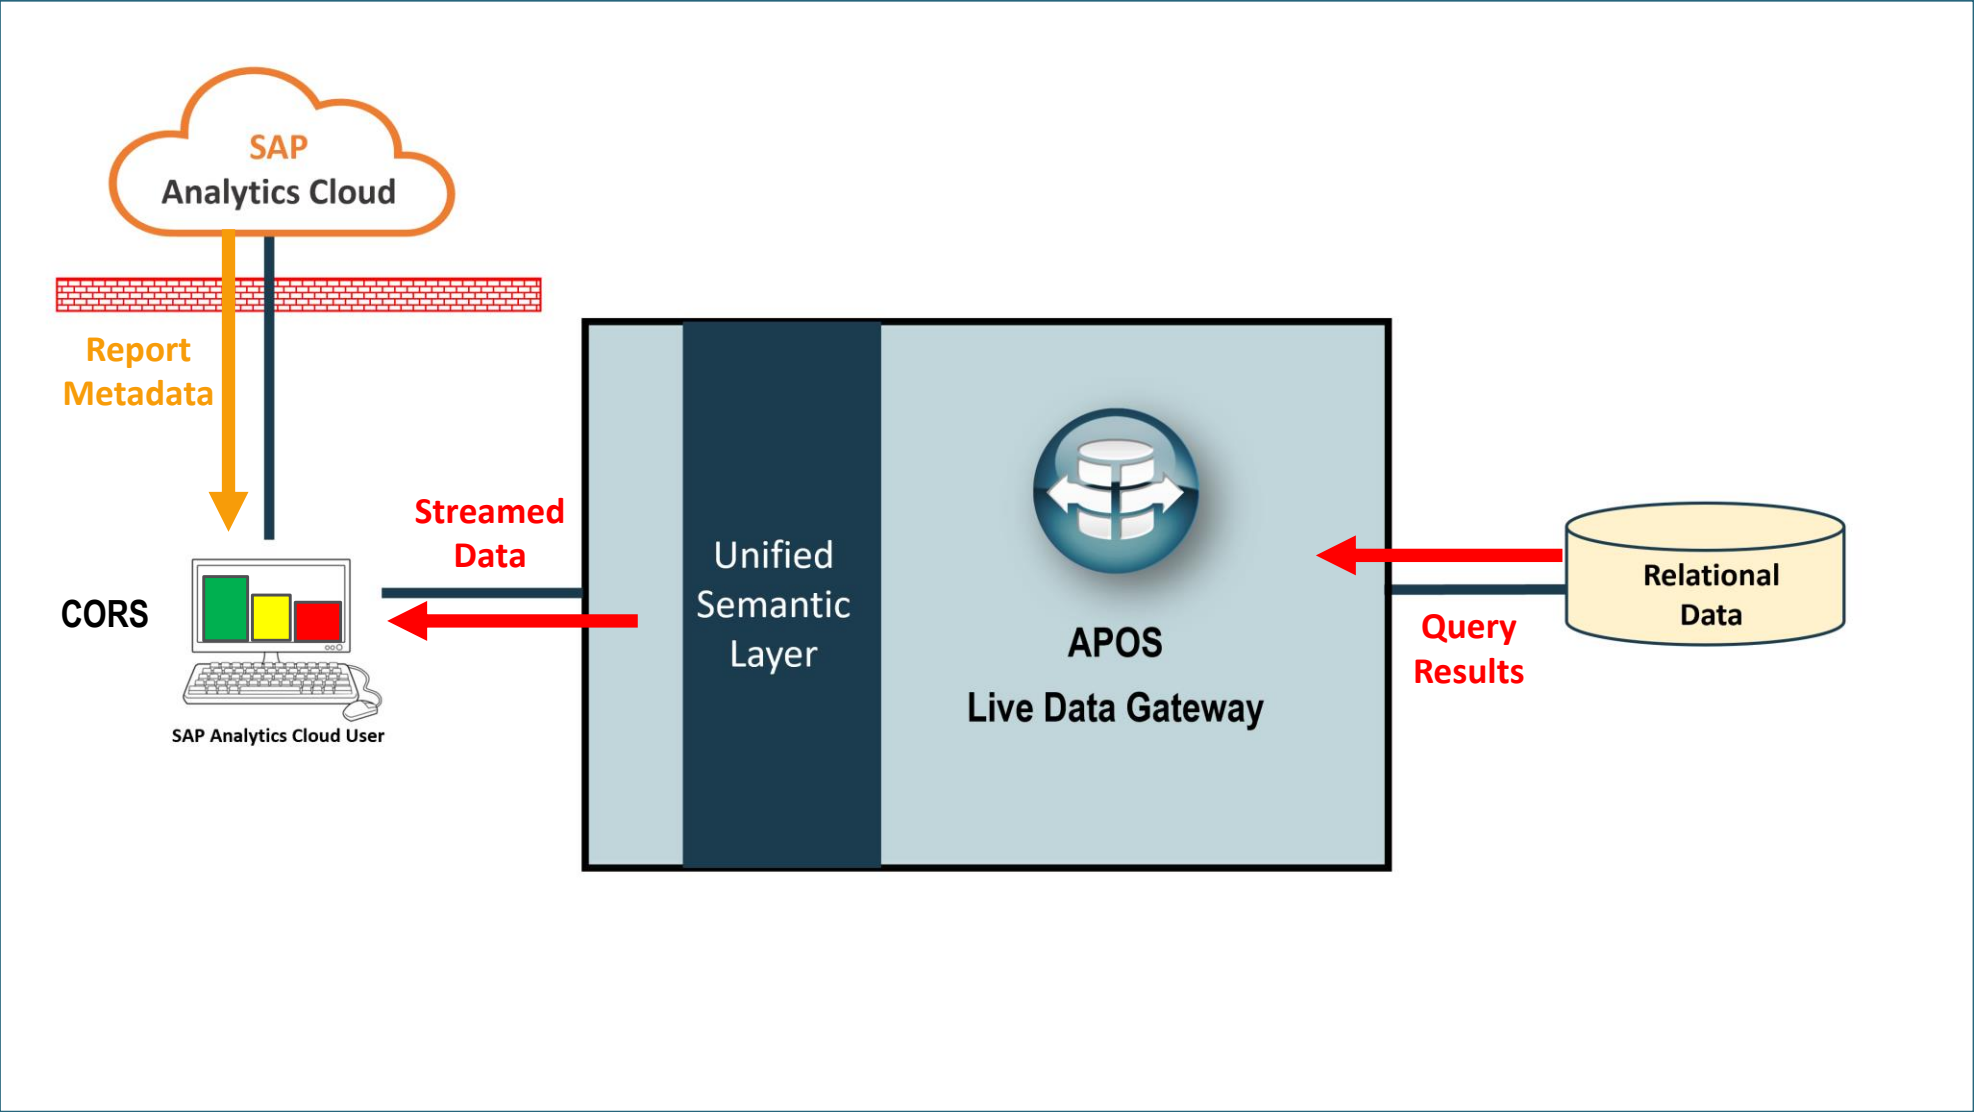 SAP
Analytics Cloud
Report
Metadata
Streamed
Data
CORS
SAP Analytics Cloud User
Unified
Semantic
Layer
APOS
Live Data Gateway
Query
Results
Relational
Data